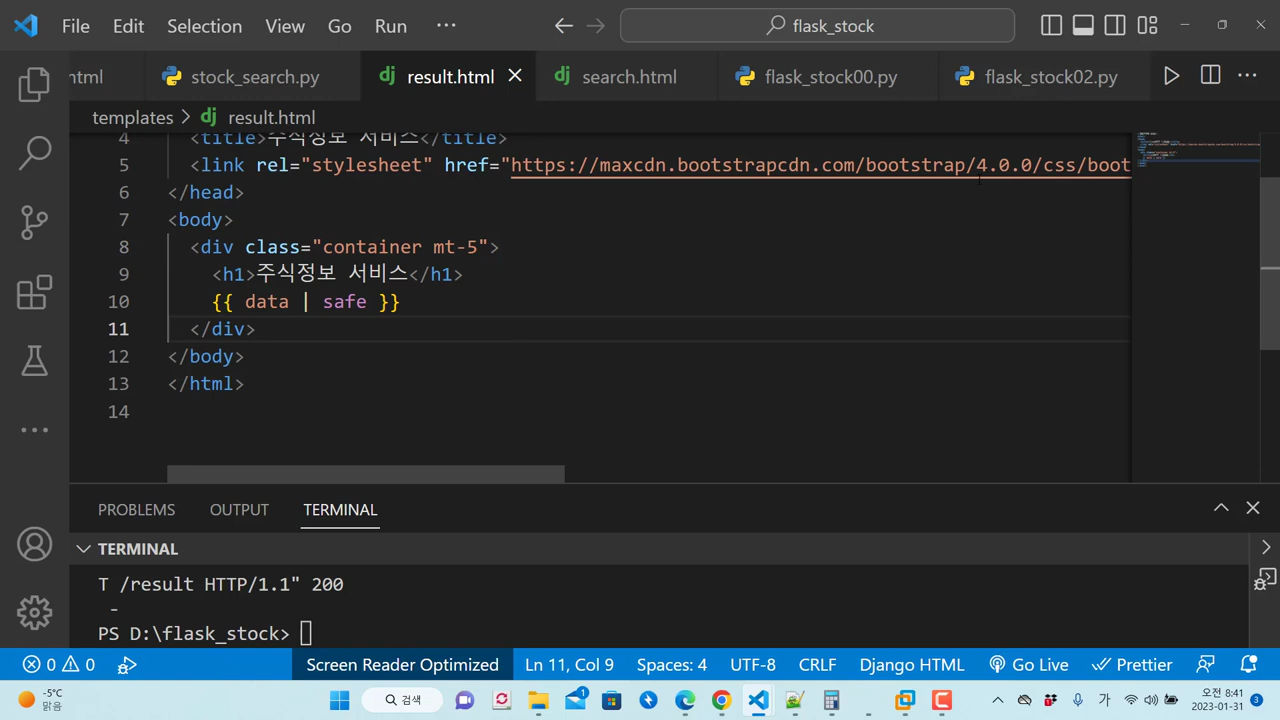 File Edit Selection View Go Run ··· flask_stock
html stock_search.py result.html search.html flask_stock00.py flask_stock02.py ···
templates > result.html
4 <title>주식정보 서비스</title>
5 <link rel="stylesheet" href="https://maxcdn.bootstrapcdn.com/bootstrap/4.0.0/css/boot
6 </head>
7 <body>
8 <div class="container mt-5">
9 <h1>주식정보 서비스</h1>
10 {{ data | safe }}
11 </div>
12 </body>
13 </html>
14
PROBLEMS OUTPUT TERMINAL
TERMINAL
T /result HTTP/1.1" 200
-
PS D:\flask_stock>
0 0 Screen Reader Optimized Ln 11, Col 9 Spaces: 4 UTF-8 CRLF Django HTML Go Live Prettier
-5°C
맑음
검색
1
가
오전 8:41
2023-01-31
3